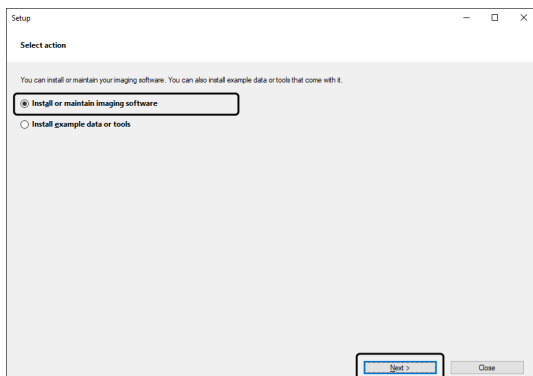 Setup
Select action
You can install or maintain your imaging software. You can also install example data or tools that come with it.
Install or maintain imaging software
Install example data or tools
Next >
Close